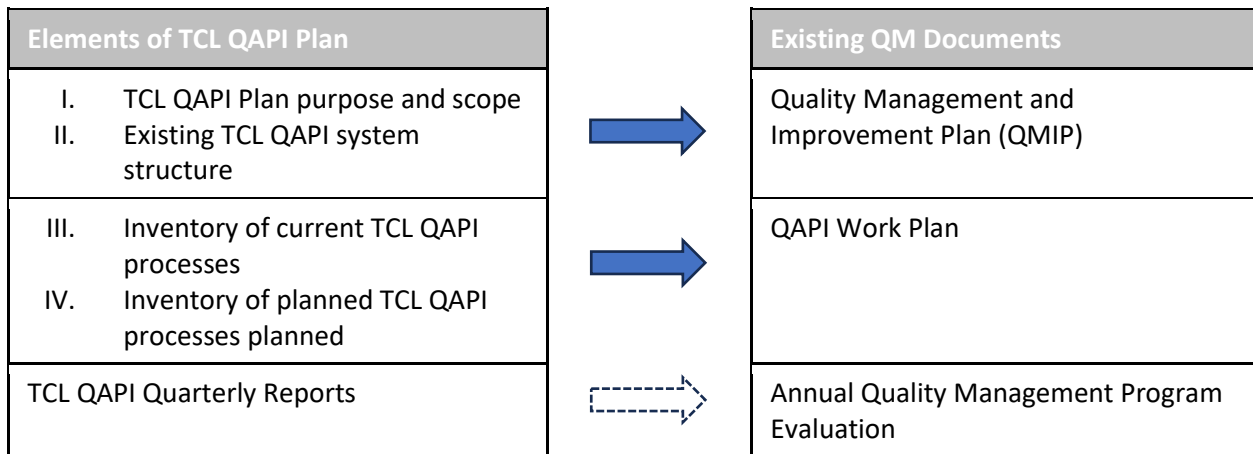 Elements of TCL QAPI Plan
Existing QM Documents
I. TCL QAPI Plan purpose and scope
II. Existing TCL QAPI system
structure
Quality Management and
Improvement Plan (QMIP)
III. Inventory of current TCL QAPI
processes
IV. Inventory of planned TCL QAPI
processes planned
QAPI Work Plan
TCL QAPI Quarterly Reports
Annual Quality Management Program
Evaluation